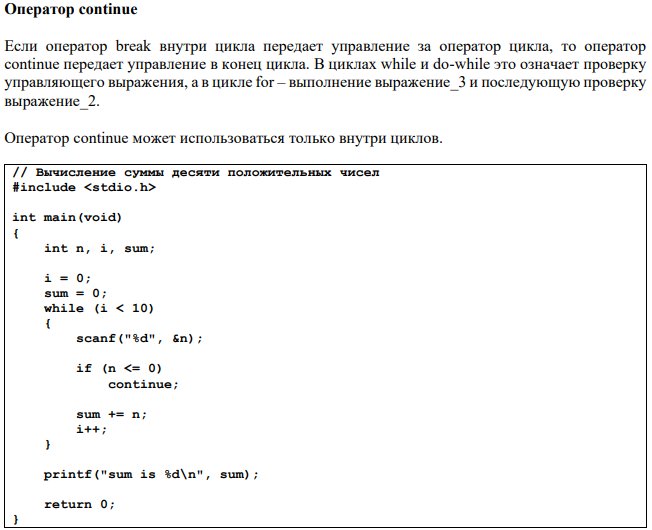 Оператор continue
Если оператор break внутри цикла передает управление за оператор цикла, то оператор
continue передает управление в конец цикла. В циклах while и do-while это означает проверку
управляющего выражения, а в цикле for – выполнение выражение_3 и последующую проверку
выражение_2.
Оператор continue может использоваться только внутри циклов.
// Вычисление суммы десяти положительных чисел
#include <stdio.h>
int main(void)
{
    int n, i, sum;
    i = 0;
    sum = 0;
    while (i < 10)
    {
        scanf("%d", &n);
        if (n <= 0)
            continue;
        sum += n;
        i++;
    }
    printf("sum is %d\n", sum);
    return 0;
}